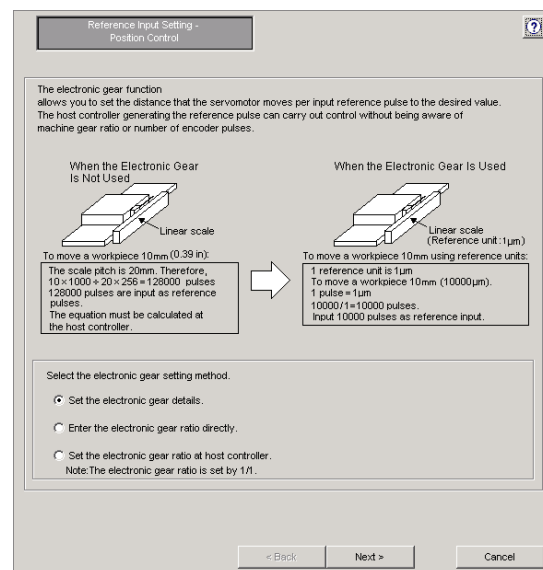 Reference Input Setting -
Position Control
?
The electronic gear function
allows you to set the distance that the servomotor moves per input reference pulse to the desired value.
The host controller generating the reference pulse can carry out control without being aware of
machine gear ratio or number of encoder pulses.
When the Electronic Gear
Is Not Used
Linear scale
To move a workpiece 10mm (0.39 in):
The scale pitch is 20mm. Therefore,
10×1000÷20×256=128000 pulses
128000 pulses are input as reference
pulses.
The equation must be calculated at
the host controller.
When the Electronic Gear Is Used
Linear scale
(Reference unit:1μm)
To move a workpiece 10mm using reference units:
1 reference unit is 1μm
To move a workpiece 10mm (10000μm).
1 pulse=1μm
10000/1=10000 pulses.
Input 10000 pulses as reference input.
Select the electronic gear setting method.
Set the electronic gear details.
Enter the electronic gear ratio directly.
Set the electronic gear ratio at host controller.
Note:The electronic gear ratio is set by 1/1.
< Back
Next >
Cancel